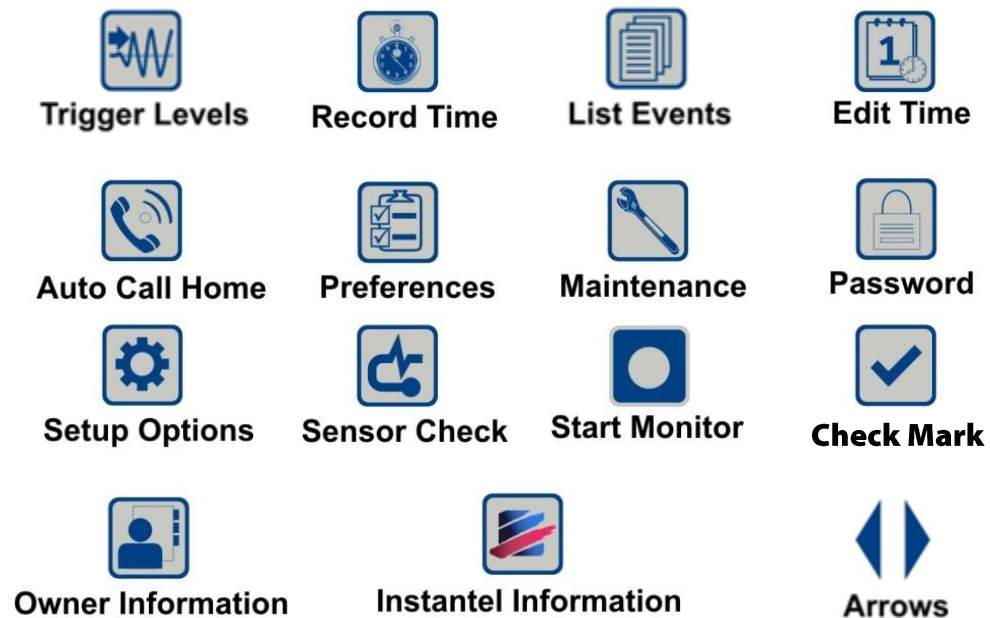 Trigger Levels
Record Time
List Events
1
Edit Time
Auto Call Home
Preferences
Maintenance
Password
Setup Options
Sensor Check
Start Monitor
Check Mark
Owner Information
Instantel Information
Arrows